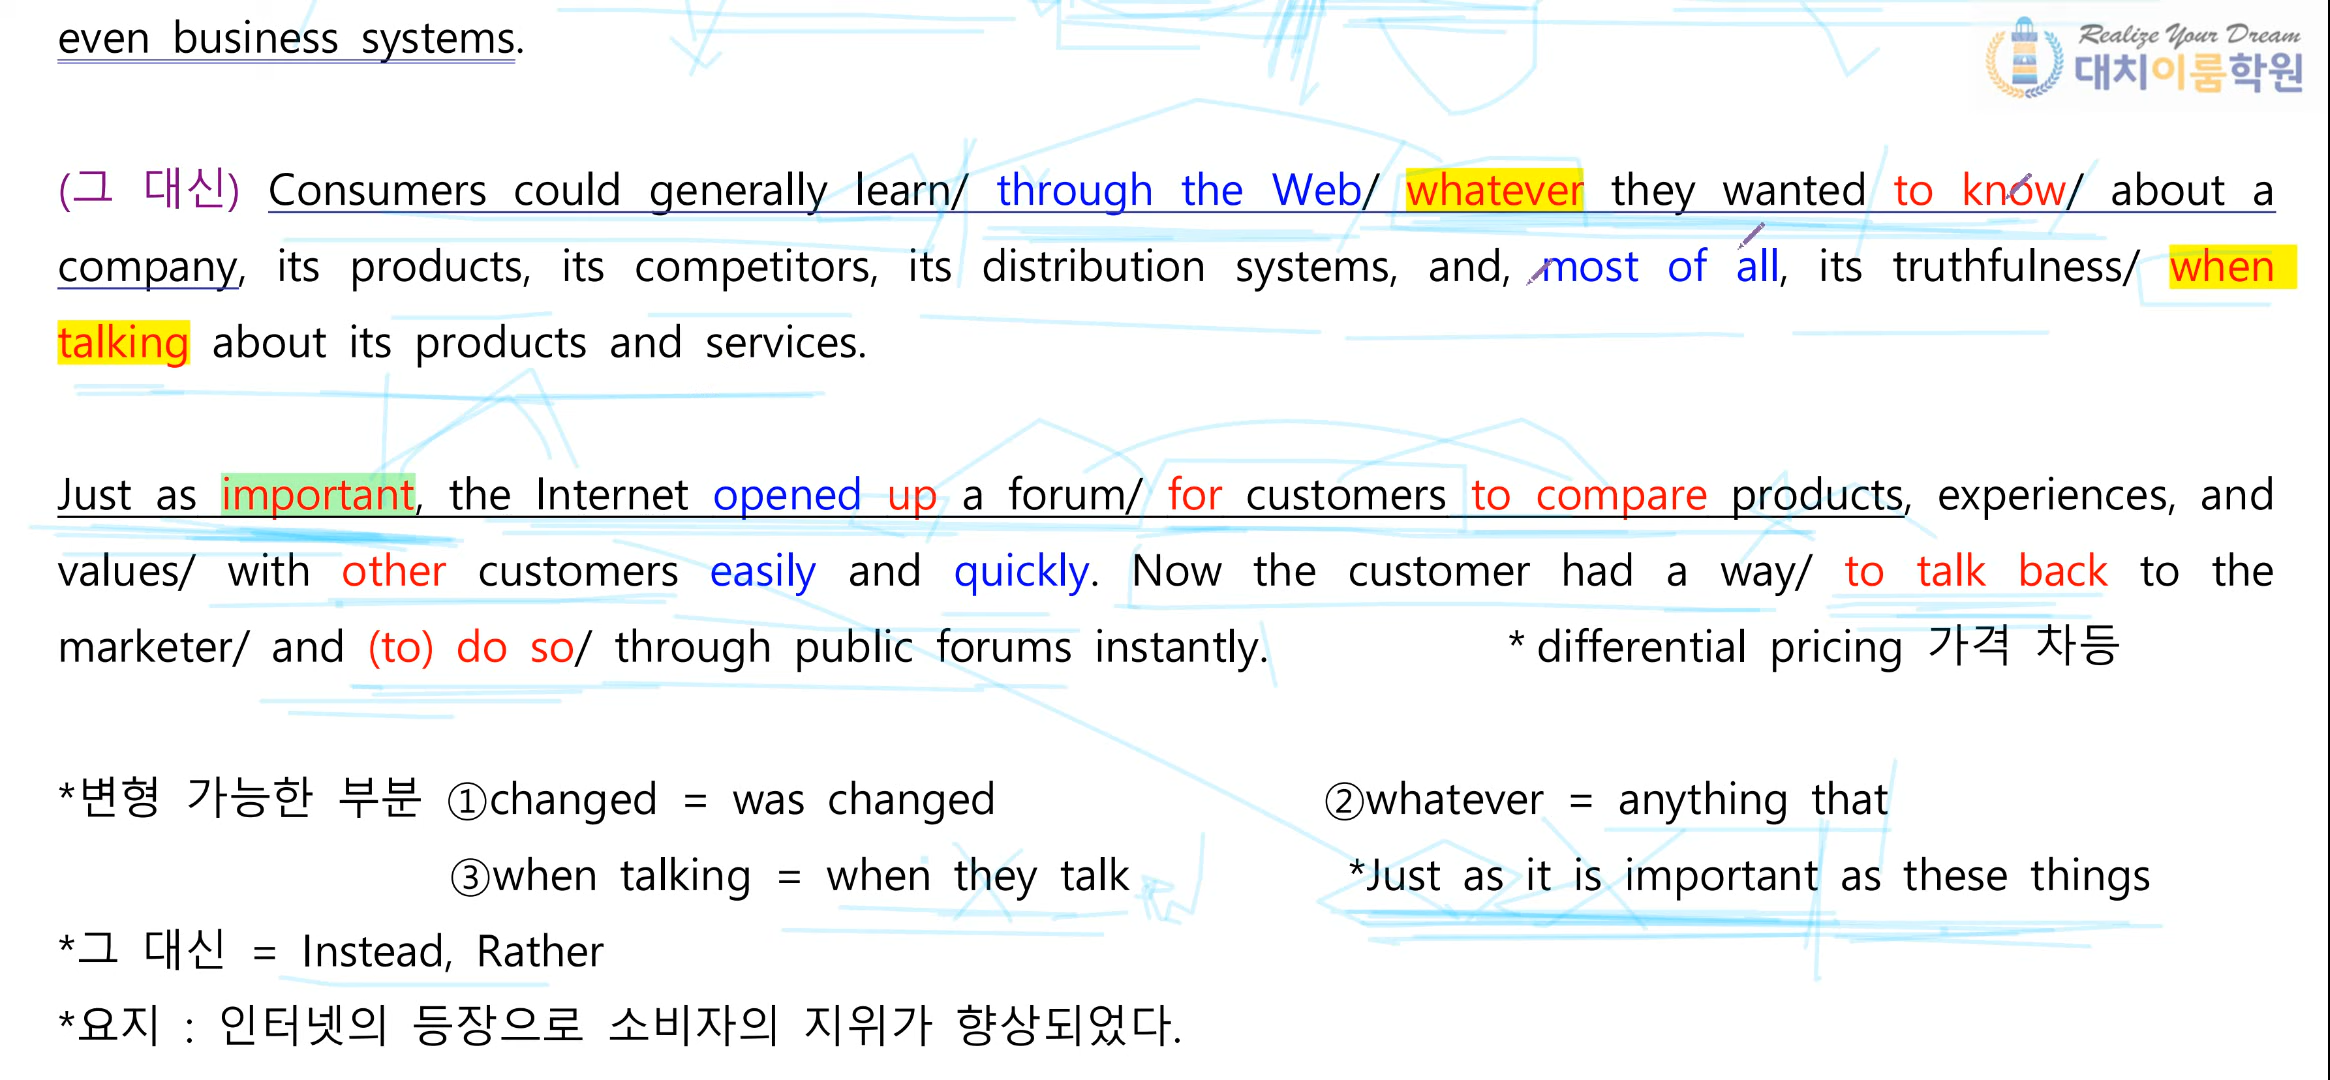 even business systems.
Realize Your Dream
대치이룸학원
(그 대신) Consumers could generally learn/ through the Web/ whatever they wanted to know/ about a
company, its products, its competitors, its distribution systems, and, most of all, its truthfulness/ when
talking about its products and services.
Just as important, the Internet opened up a forum/ for customers to compare products, experiences, and
values/ with other customers easily and quickly. Now the customer had a way/ to talk back to the
marketer/ and (to) do so/ through public forums instantly. * differential pricing 가격 차등
*변형 가능한 부분 ①changed = was changed ②whatever = anything that
③when talking = when they talk *Just as it is important as these things
*그 대신 = Instead, Rather
*요지 : 인터넷의 등장으로 소비자의 지위가 향상되었다.